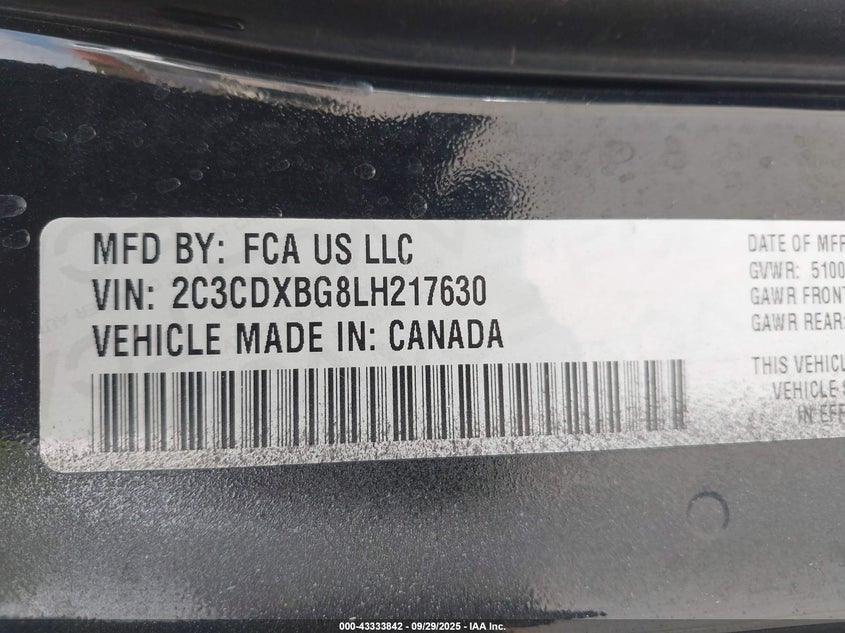 MFD BY: FCA US LLC
VIN: 2C3CDXBG8LH217630
VEHICLE MADE IN: CANADA
DATE OF MFR
GVWR: 5100
GAWR FRONT
GAWR REAR:
THIS VEHICL
VEHICLE S
IN EFF
000-43333842 - 09/29/2025 - IAA Inc.